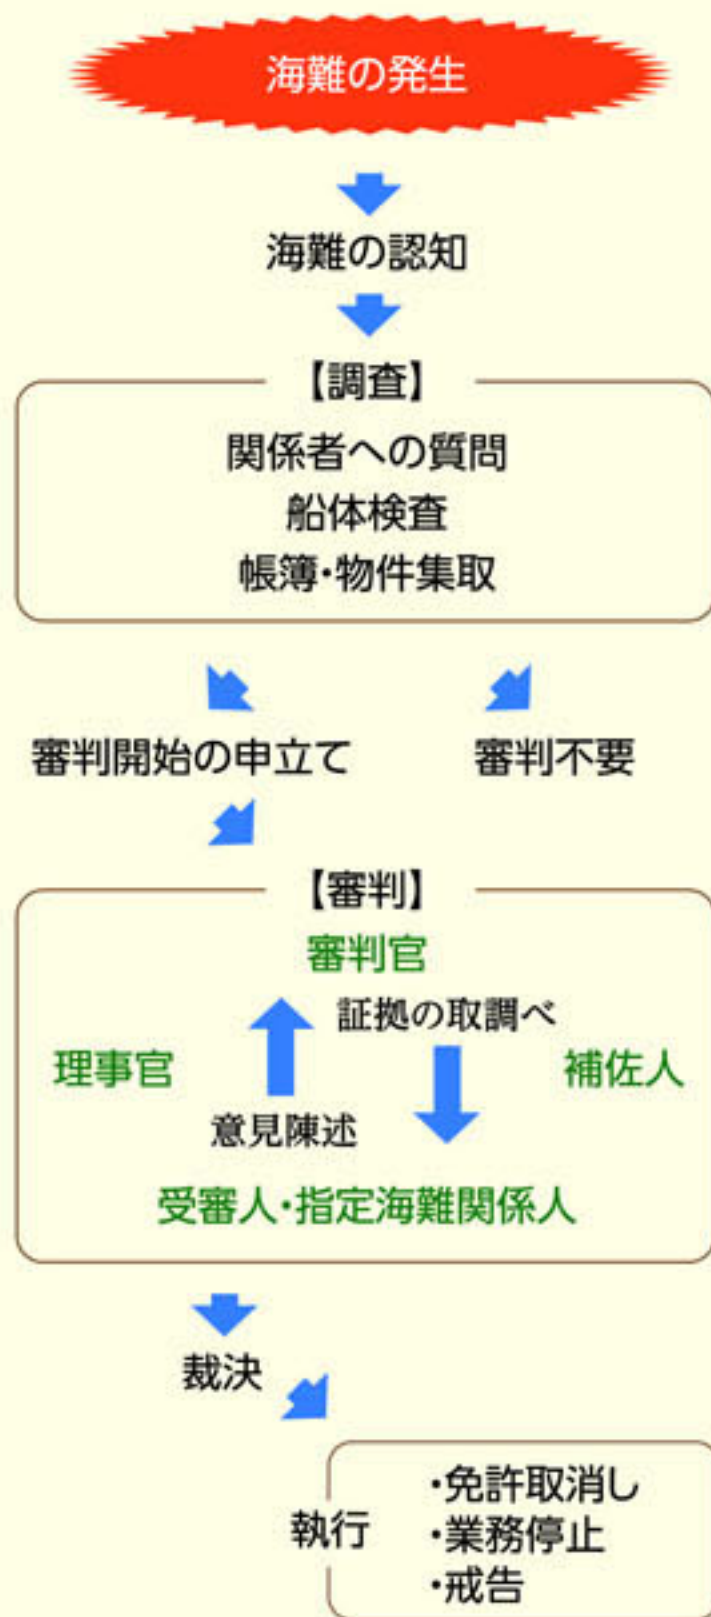 海難の発生
海難の認知
【調査】
関係者への質問
船体検査
帳簿・物件集取
審判開始の申立て
審判不要
【審判】
審判官
証拠の取調べ
理事官
補佐人
意見陳述
受審人・指定海難関係人
裁決
執行
・免許取消し
・業務停止
・戒告